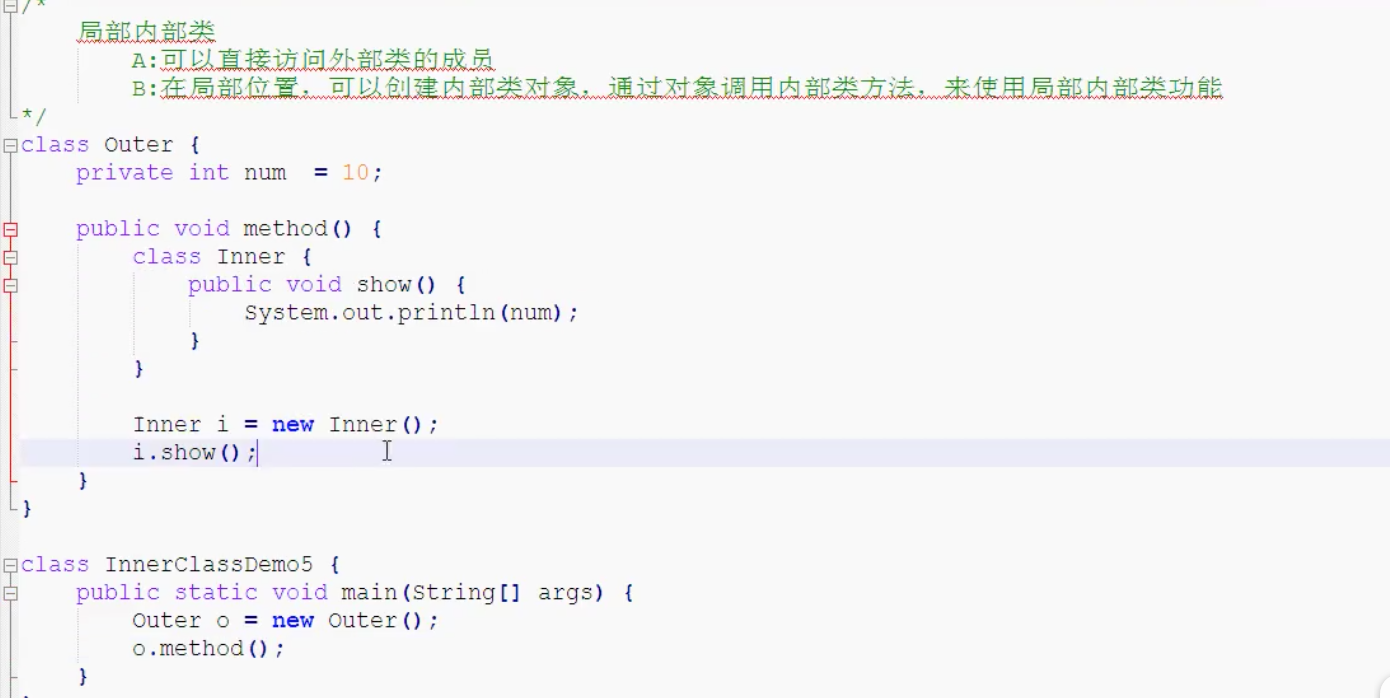 /*
局部内部类
A:可以直接访问外部类的成员
B:在局部位置，可以创建内部类对象，通过对象调用内部类方法，来使用局部内部类功能
*/
class Outer {
private int num  = 10;
public void method() {
class Inner {
public void show() {
System.out.println(num);
}
}
Inner i = new Inner();
i.show();
}
}
class InnerClassDemo5 {
public static void main(String[] args) {
Outer o = new Outer();
o.method();
}